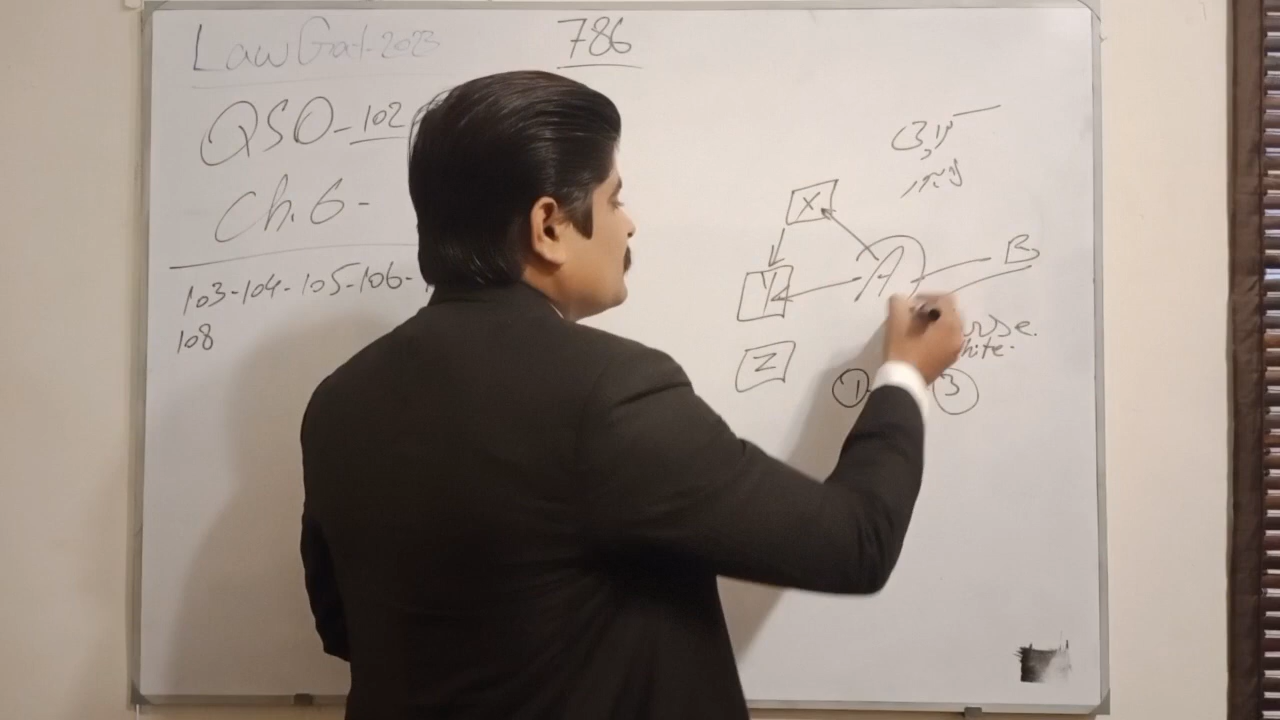 Law Gat-2023
786
QSO-102
Ch. 6-
103-104-105-106-
108
X
Y
Z
A
B
1
3